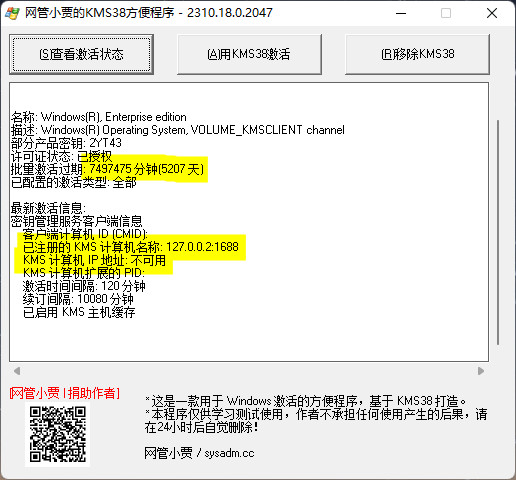 网管小贾的KMS38方便程序 - 2310.18.0.2047
(S)查看激活状态
(A)用KMS38激活
(R)移除KMS38
名称: Windows(R), Enterprise edition
描述: Windows(R) Operating System, VOLUME_KMSCLIENT channel
部分产品密钥: 2YT43
许可证状态: 已授权
批量激活过期: 7497475 分钟(5207 天)
已配置的激活类型: 全部
最新激活信息:
密钥管理服务客户端信息
客户端计算机 ID (CMID):
已注册的 KMS 计算机名称: 127.0.0.2:1688
KMS 计算机 IP 地址: 不可用
KMS 计算机扩展的 PID:
激活时间间隔: 120 分钟
续订间隔: 10080 分钟
已启用 KMS 主机缓存
[网管小贾 | 捐助作者]
*这是一款用于 Windows 激活的方便程序，基于 KMS38 打造。
*本程序仅供学习测试使用，作者不承担任何使用产生的后果，请
在24小时后自觉删除！
网管小贾 / sysadm.cc